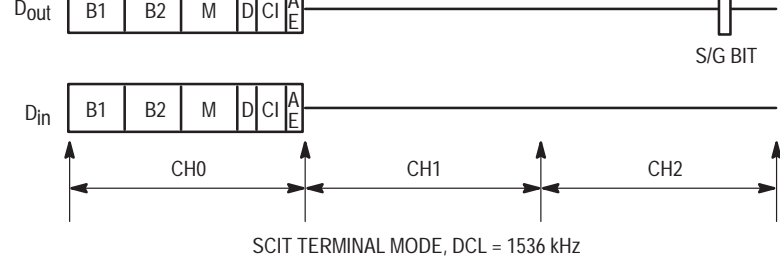 Dout B1 B2 M D CI A E
S/G BIT
Din B1 B2 M D CI A E
CH0 CH1 CH2
SCIT TERMINAL MODE, DCL = 1536 kHz